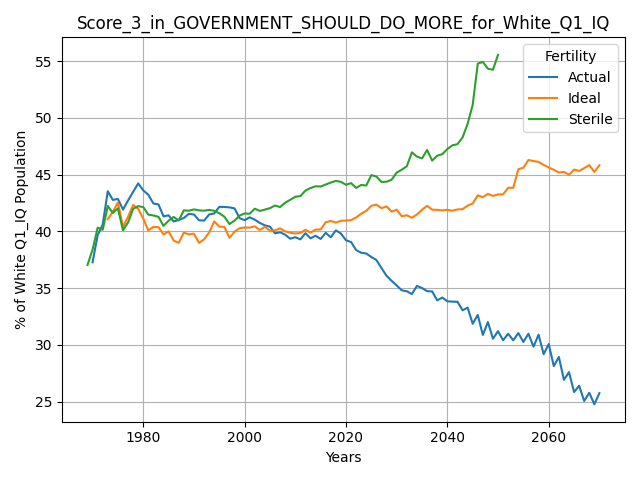 Score_3_in_GOVERNMENT_SHOULD_DO_MORE_for_White_Q1_IQ
Fertility
Actual
Ideal
Sterile
% of White Q1_IQ Population
55
50
45
40
35
30
25
1980
2000
2020
2040
2060
Years